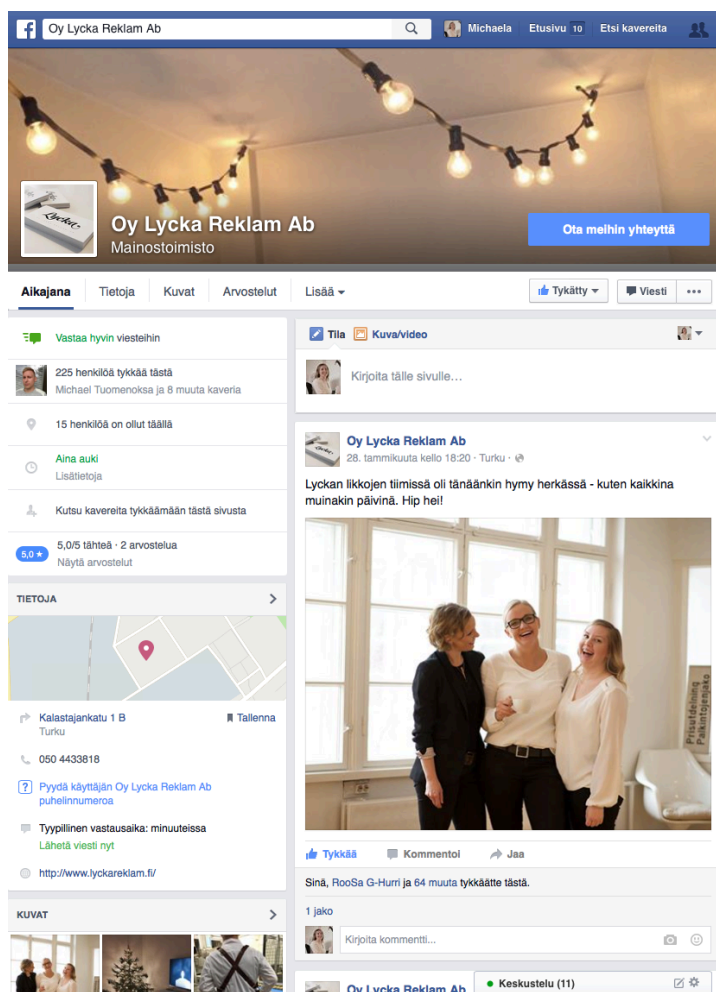 Oy Lycka Reklam Ab
Michaela
Etusivu 10
Etsi kavereita
Lycka
Oy Lycka Reklam Ab
Mainostoimisto
Ota meihin yhteyttä
Aikajana
Tietoja
Kuvat
Arvostelut
Lisää
Tykätty
Viesti
Vastaa hyvin viesteihin
225 henkilöä tykkää tästä
Michael Tuomenoksa ja 8 muuta kaveria
15 henkilöä on ollut täällä
Aina auki
Lisätietoja
Kutsu kavereita tykkäämään tästä sivusta
5,0 ★
5,0/5 tähteä · 2 arvostelua
Näytä arvostelut
TIETOJA
Kalastajankatu 1 B
Turku
Tallenna
050 4433818
Pyydä käyttäjän Oy Lycka Reklam Ab
puhelinnumeroa
Tyypillinen vastausaika: minuuteissa
Lähetä viesti nyt
http://www.lyckareklam.fi/
KUVAT
Tila
Kuva/video
Kirjoita tälle sivulle...
Oy Lycka Reklam Ab
28. tammikuuta kello 18:20 · Turku ·
Lyckan likkojen tiimissä oli tänäänkin hymy herkässä - kuten kaikkina
muinakin päivinä. Hip hei!
Prisutdelning
Palkintojenjako
Tykkää
Kommentoi
Jaa
Sinä, RooSa G-Hurri ja 64 muuta tykkäätte tästä.
1 jako
Kirjoita kommentti...
Oy Lycka Reklam Ab
Keskustelu (11)